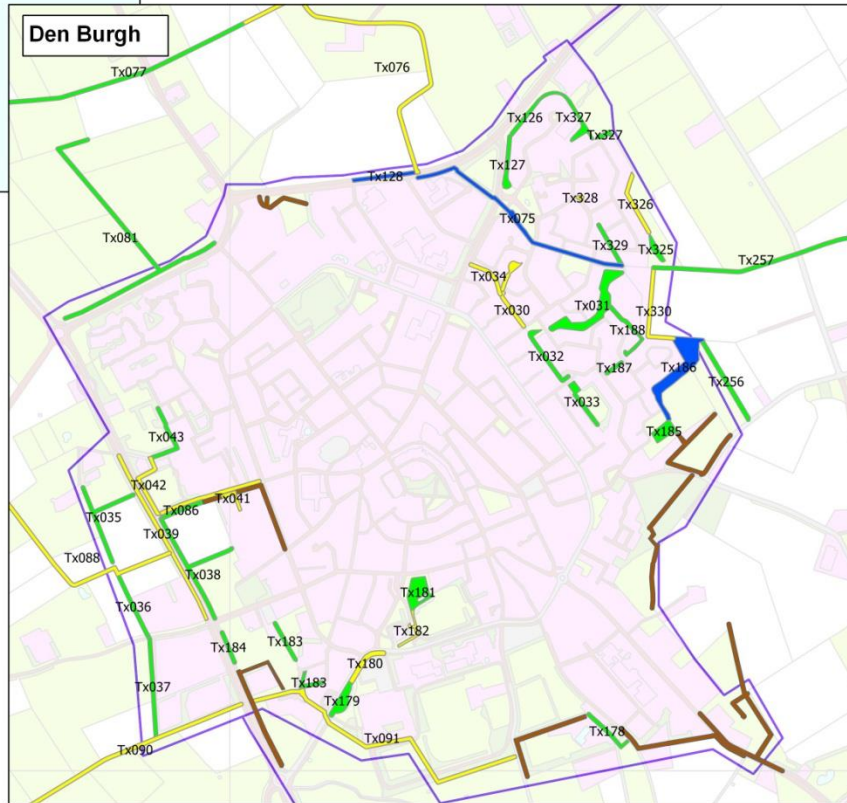 Den Burgh
Tx077
Tx076
Tx126
Tx327
Tx327
Tx127
Tx128
Tx328
Tx326
Tx075
Tx081
Tx329
Tx325
Tx257
Tx034
Tx031
Tx030
Tx330
Tx188
Tx032
Tx187
Tx186
Tx256
Tx033
Tx185
Tx043
Tx042
Tx041
Tx035
Tx086
Tx039
Tx088
Tx038
Tx036
Tx181
Tx182
Tx183
Tx184
Tx180
Tx183
Tx037
Tx179
Tx178
Tx091
Tx090